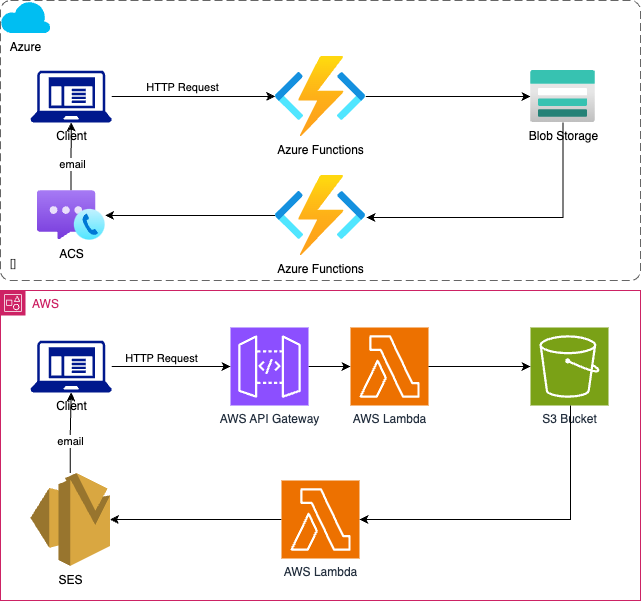 Azure
HTTP Request
Client
Azure Functions
Blob Storage
email
ACS
Azure Functions
[]
AWS
HTTP Request
Client
</>
AWS API Gateway
AWS Lambda
S3 Bucket
email
SES
AWS Lambda